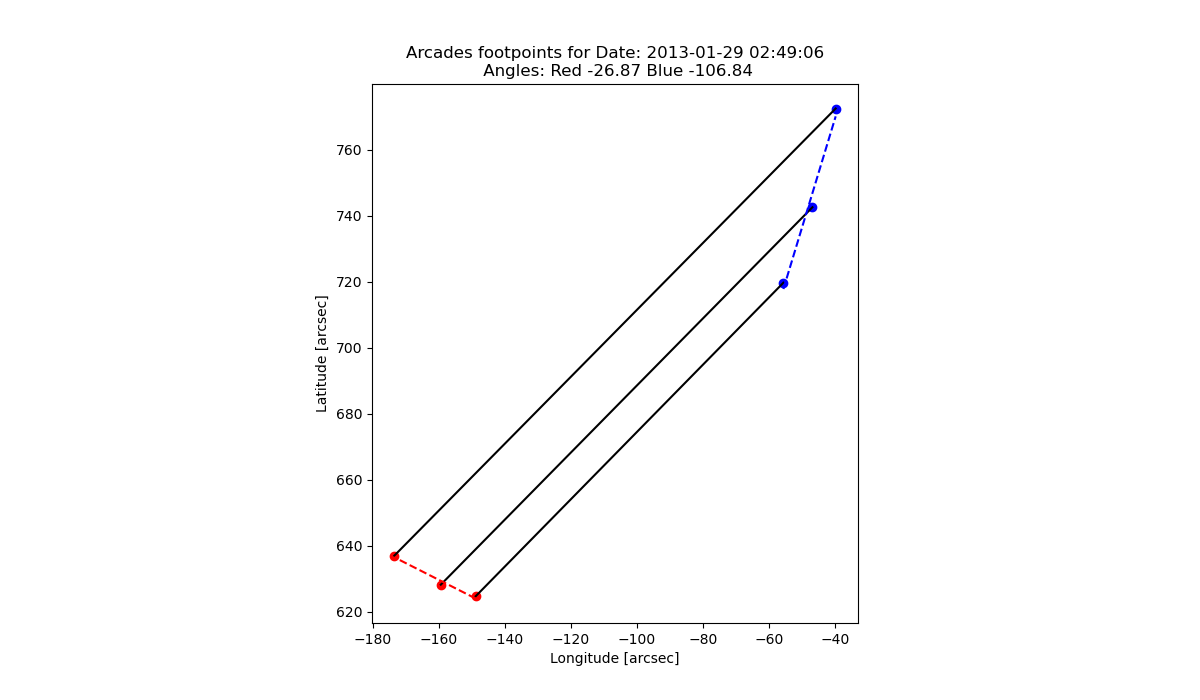 Arcades footpoints for Date: 2013-01-29 02:49:06
Angles: Red -26.87 Blue -106.84
Latitude [arcsec]
760
740
720
700
680
660
640
620
−180 −160 −140 −120 −100 −80 −60 −40
Longitude [arcsec]